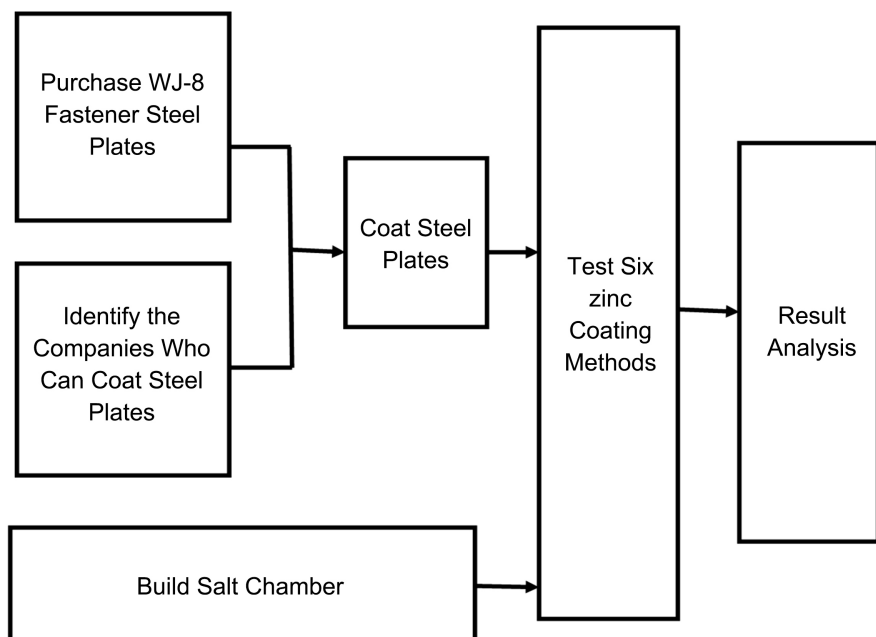 Purchase WJ-8
Fastener Steel
Plates
Identify the
Companies Who
Can Coat Steel
Plates
Coat Steel
Plates
Build Salt Chamber
Test Six
zinc
Coating
Methods
Result
Analysis